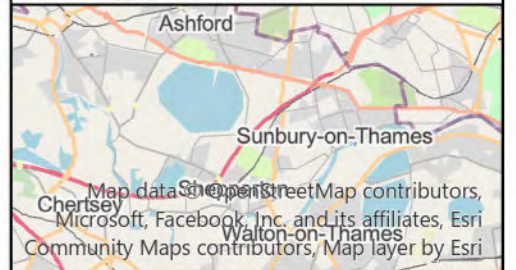 Ashford
Sunbury-on-Thames
Map data © OpenStreetMap contributors,
Shepperton
Chertsey
Microsoft, Facebook, Inc. and its affiliates, Esri
Walton-on-Thames
Community Maps contributors, Map layer by Esri